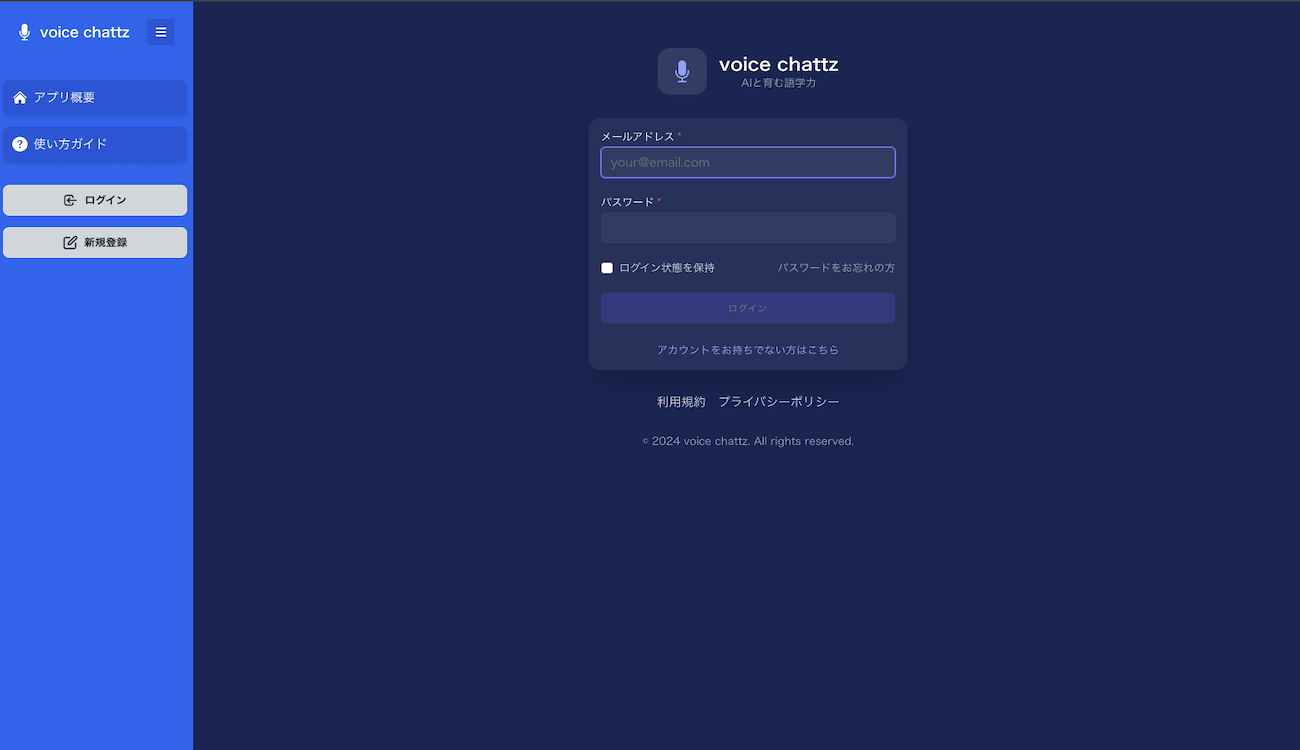 voice chattz
アプリ概要
使い方ガイド
ログイン
新規登録
voice chattz
AIと育む語学力
メールアドレス *
your@email.com
パスワード *
ログイン状態を保持 パスワードをお忘れの方
ログイン
アカウントをお持ちでない方はこちら
利用規約 プライバシーポリシー
© 2024 voice chattz. All rights reserved.